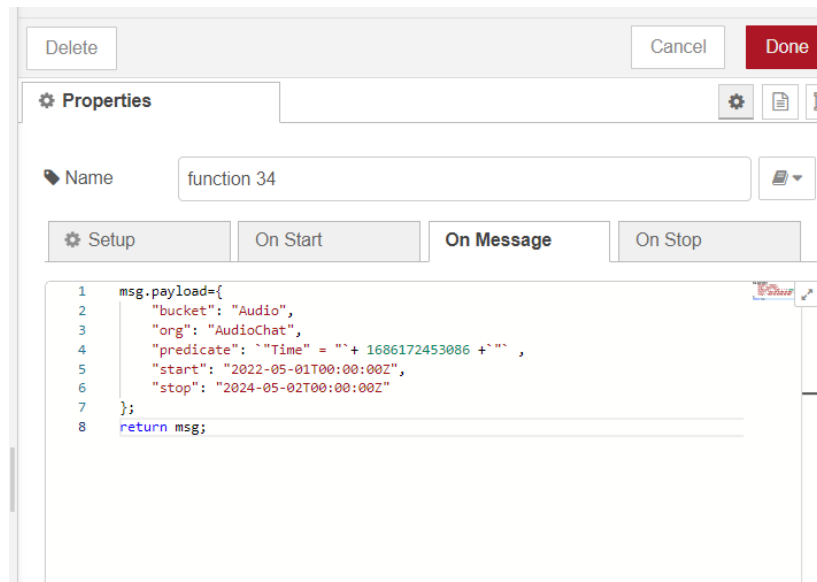 Delete
Cancel
Done
Properties
Name
function 34
Setup
On Start
On Message
On Stop
1 msg.payload={
2 "bucket": "Audio",
3 "org": "AudioChat",
4 "predicate": `"Time" = "`+ 1686172453086 +`"` ,
5 "start": "2022-05-01T00:00:00Z",
6 "stop": "2024-05-02T00:00:00Z"
7 };
8 return msg;